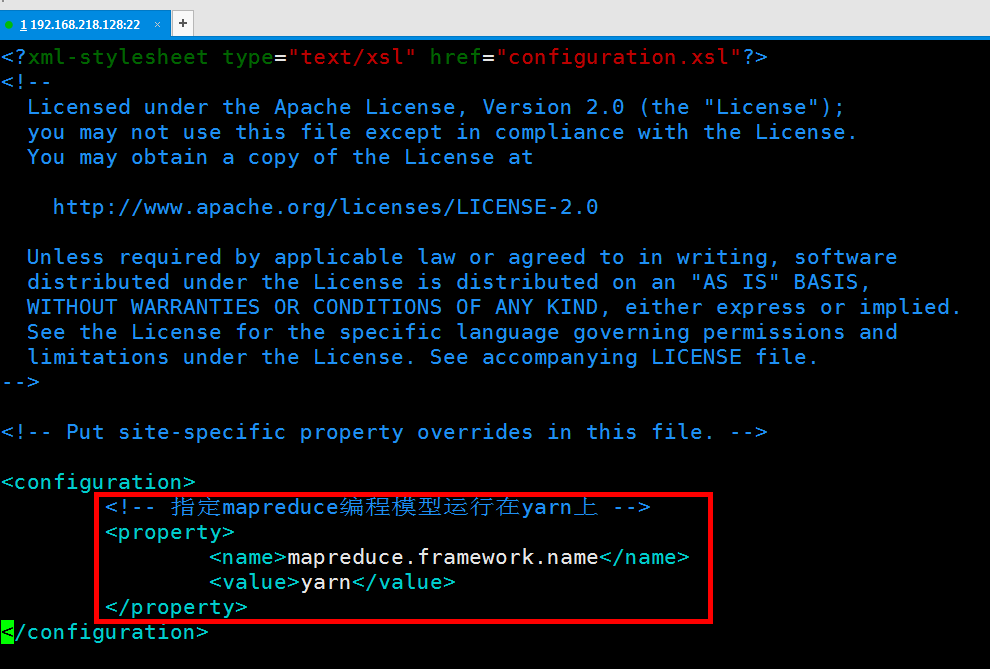 1 192.168.218.128:22 × +
<?xml-stylesheet type="text/xsl" href="configuration.xsl"?>
<!--
  Licensed under the Apache License, Version 2.0 (the "License");
  you may not use this file except in compliance with the License.
  You may obtain a copy of the License at

    http://www.apache.org/licenses/LICENSE-2.0

  Unless required by applicable law or agreed to in writing, software
  distributed under the License is distributed on an "AS IS" BASIS,
  WITHOUT WARRANTIES OR CONDITIONS OF ANY KIND, either express or implied.
  See the License for the specific language governing permissions and
  limitations under the License. See accompanying LICENSE file.
-->

<!-- Put site-specific property overrides in this file. -->

<configuration>
        <!-- 指定mapreduce编程模型运行在yarn上 -->
        <property>
                <name>mapreduce.framework.name</name>
                <value>yarn</value>
        </property>
</configuration>